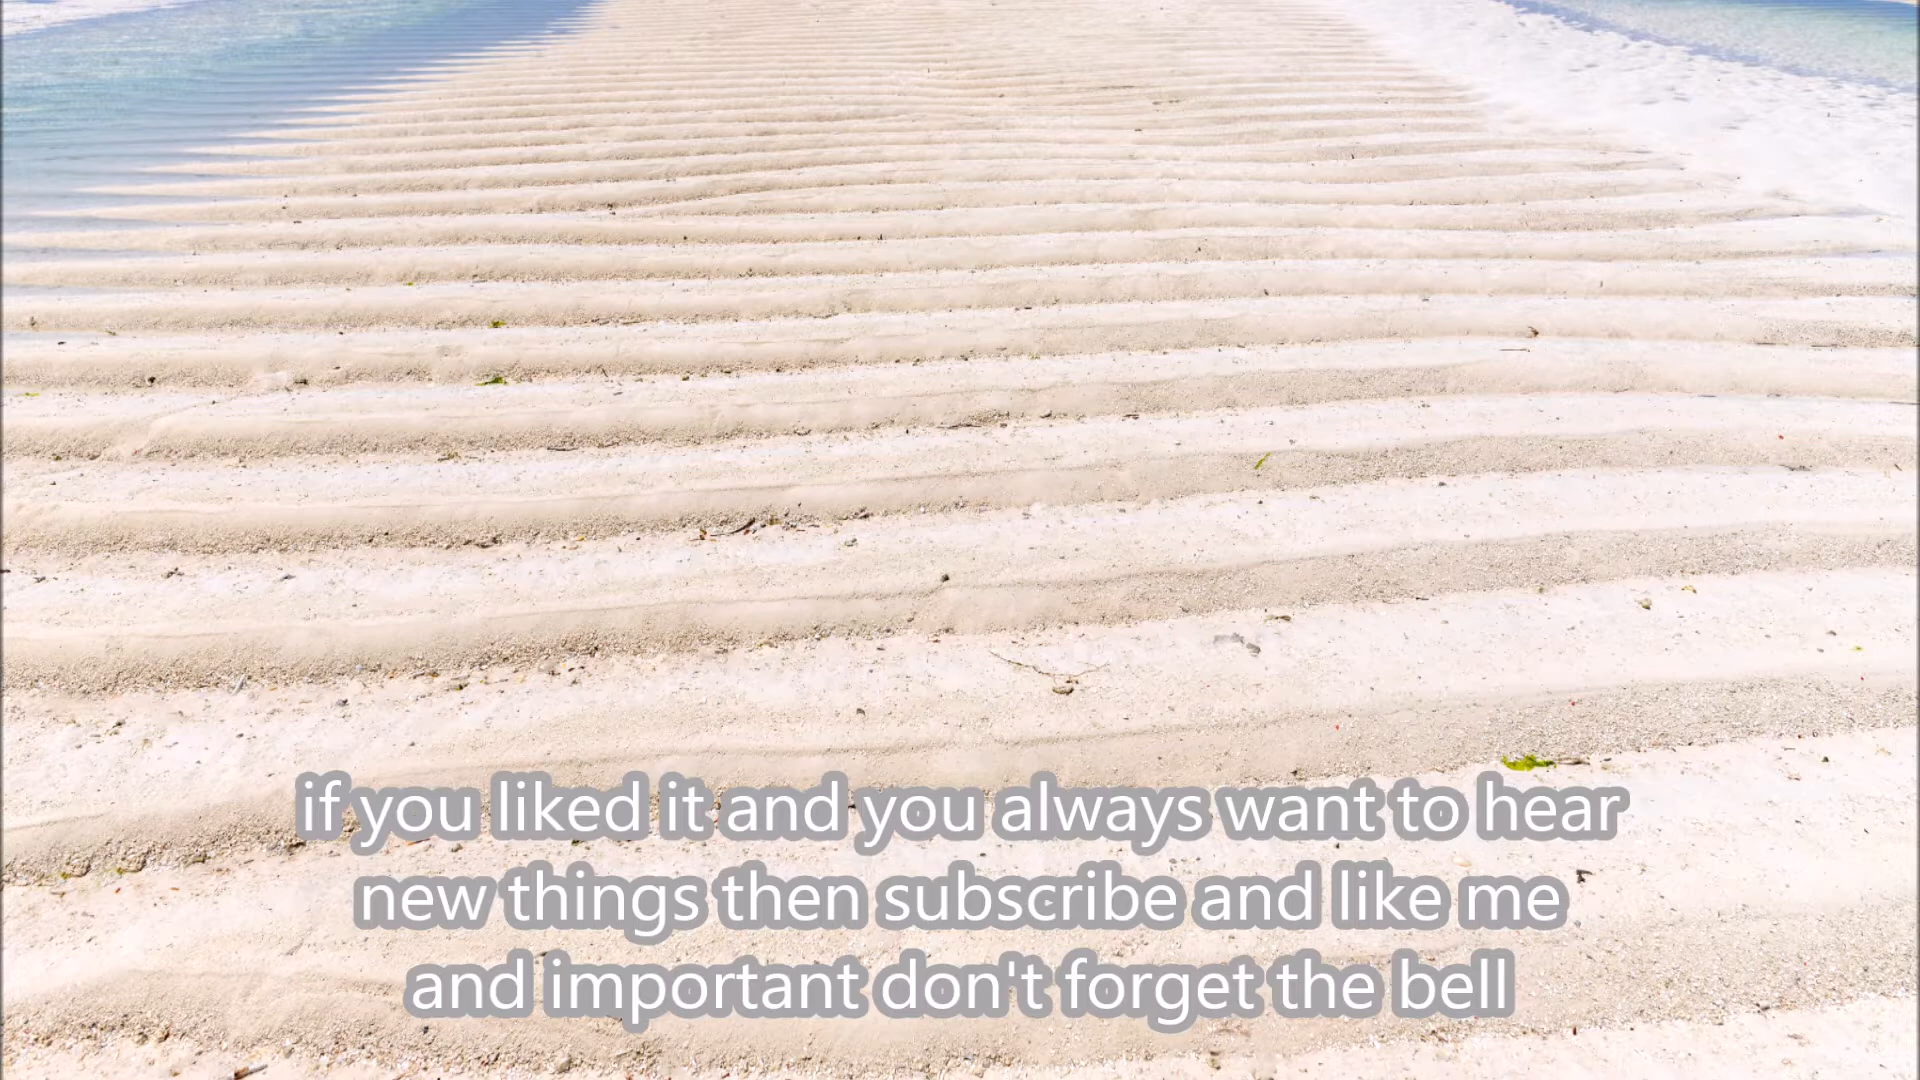 if you liked it and you always want to hear
new things then subscribe and like me
and important don't forget the bell